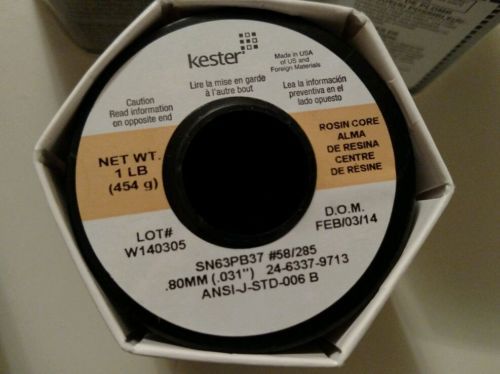 kester
Made in USA
of US and
Foreign Materials
Caution
Read information
on opposite end
Lire la mise en garde
à l'autre bout
Lea la información
preventiva en el
lado opuesto
NET WT.
1 LB
(454 g)
ROSIN CORE
ALMA
DE RESINA
CENTRE
DE RÉSINE
LOT#
W140305
D.O.M.
FEB/03/14
SN63PB37 #58/285
.80MM (.031") 24-6337-9713
ANSI-J-STD-006 B